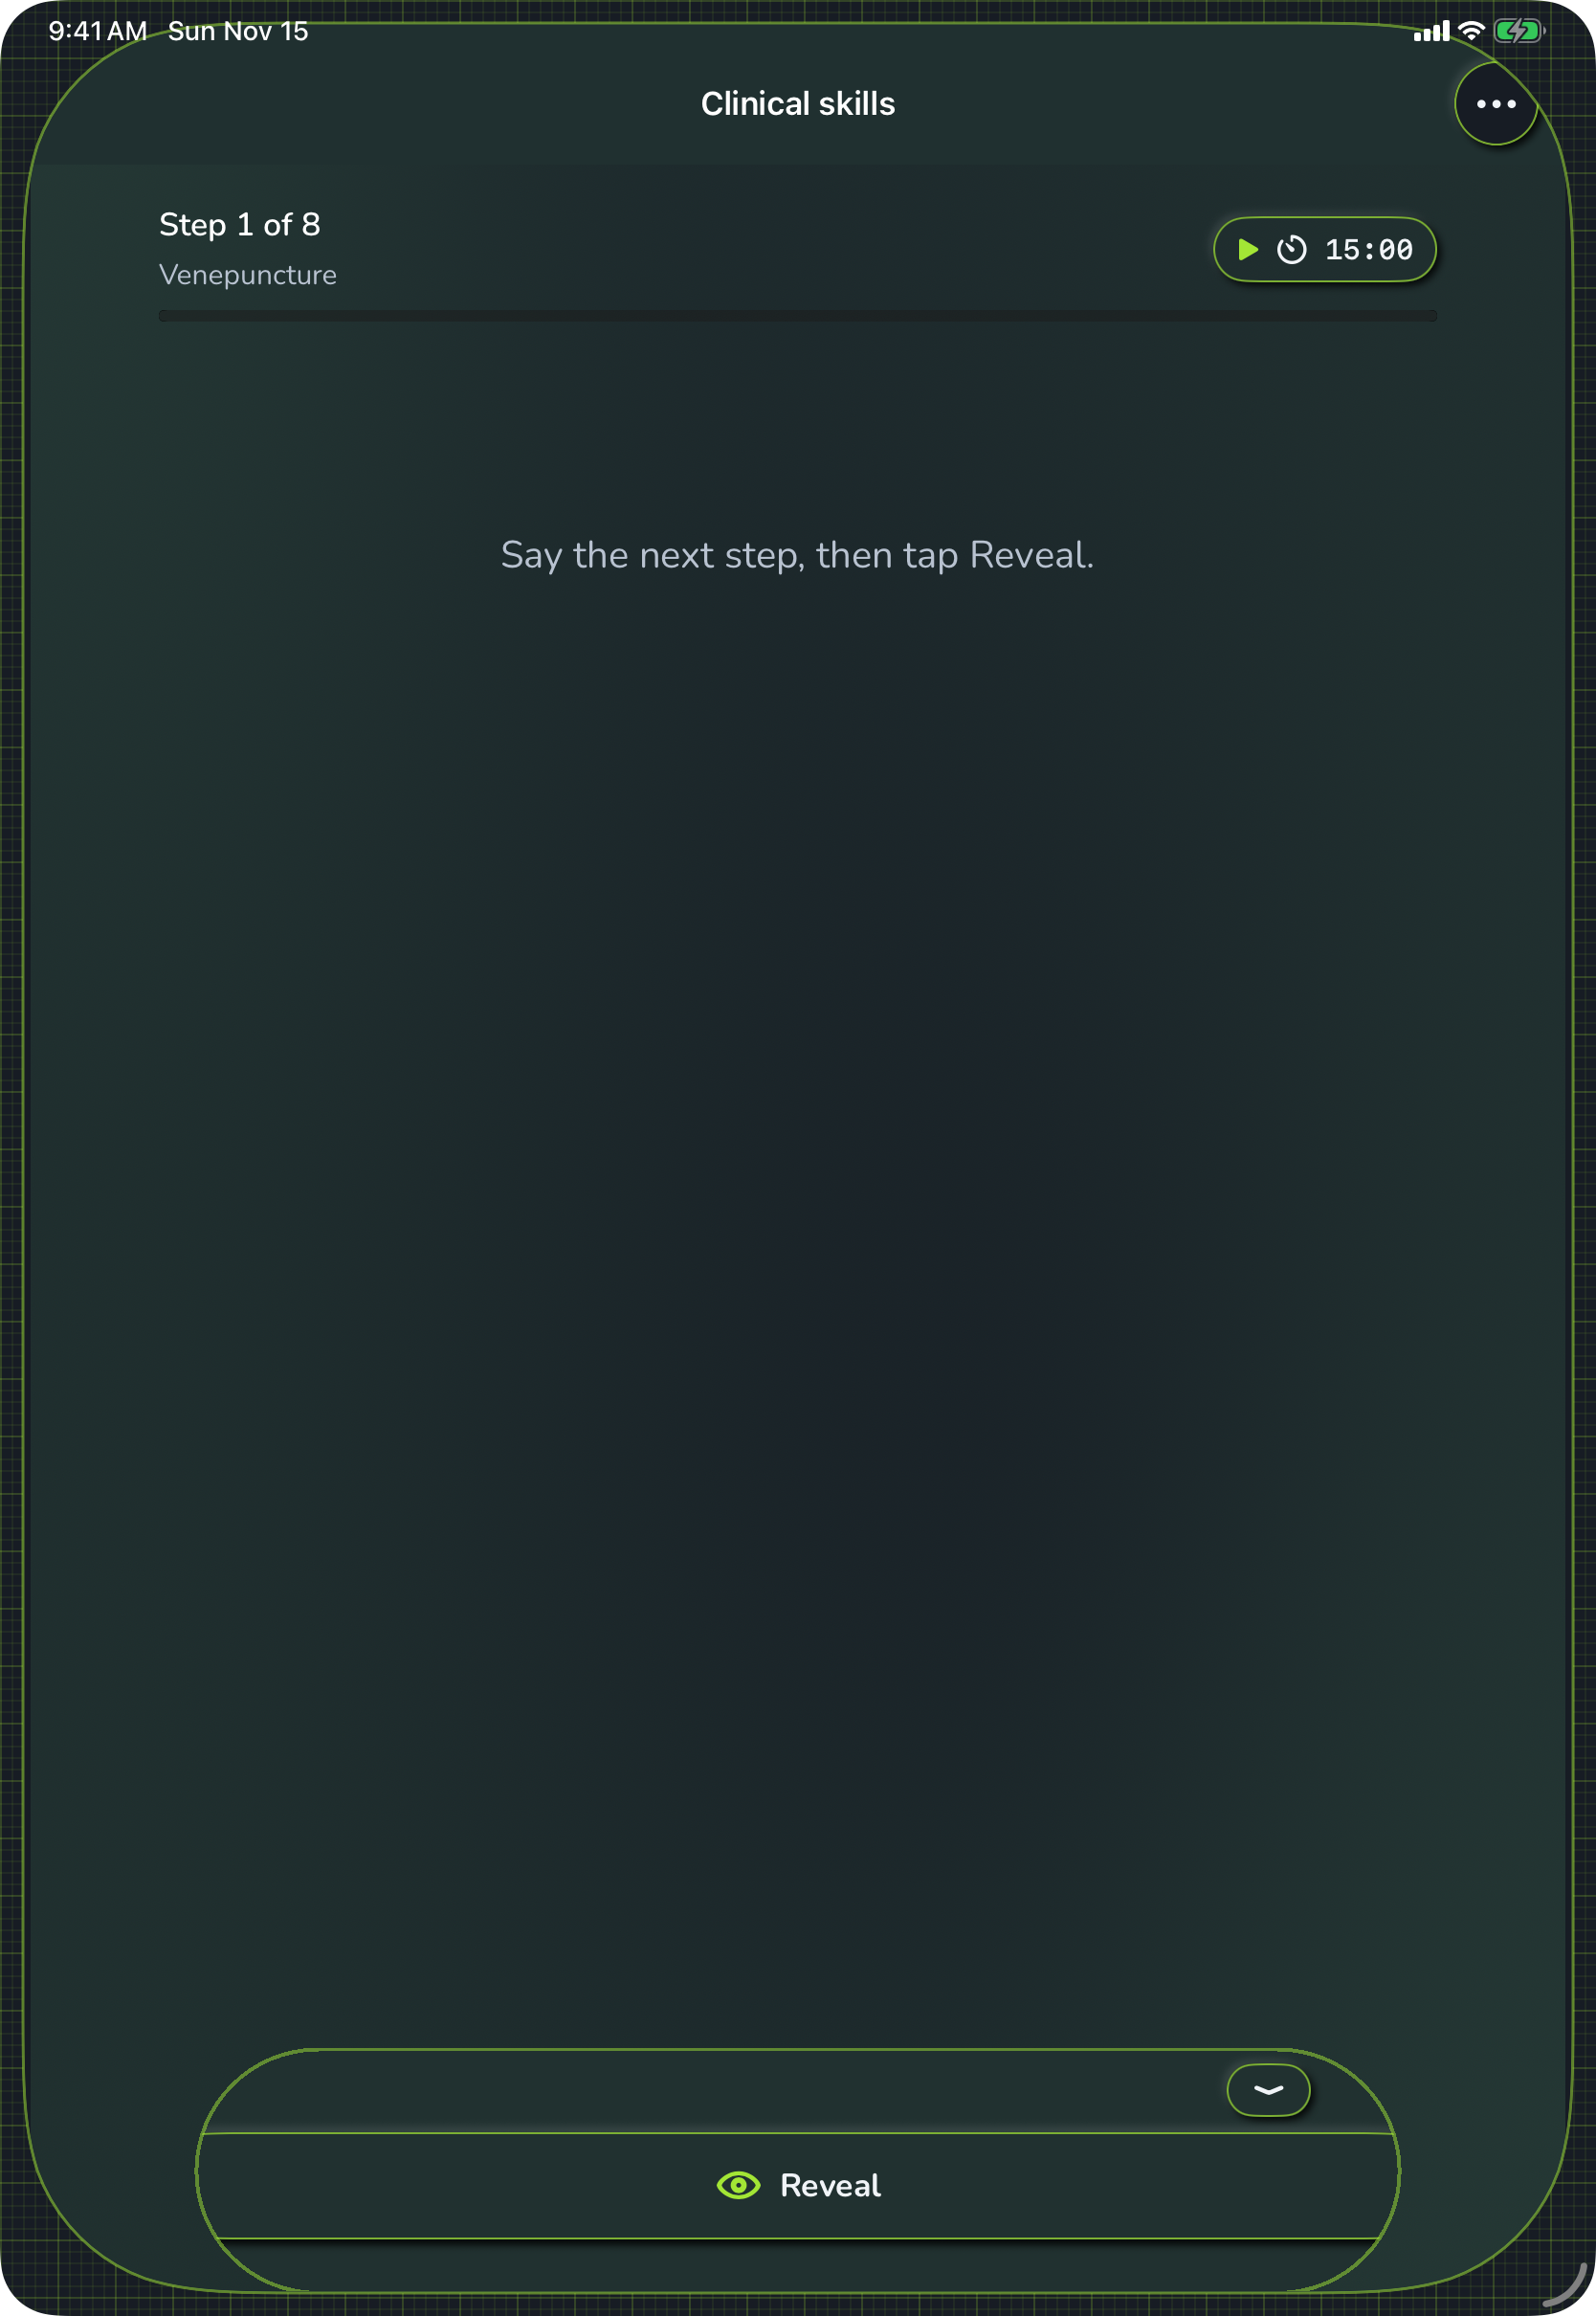 9:41 AM Sun Nov 15
Clinical skills
Step 1 of 8
Venepuncture
15:00
Say the next step, then tap Reveal.
Reveal